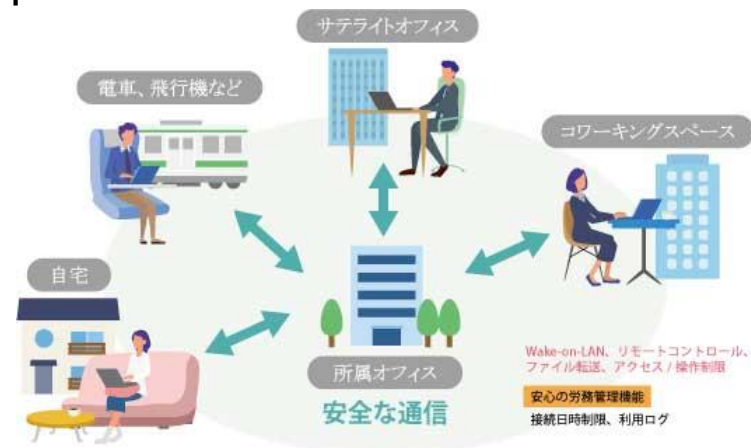 サテライトオフィス
電車、飛行機など
コワーキングスペース
自宅
所属オフィス
安全な通信
Wake-on-LAN、リモートコントロール、
ファイル転送、アクセス / 操作制限
安心の労務管理機能
接続日時制限、利用ログ